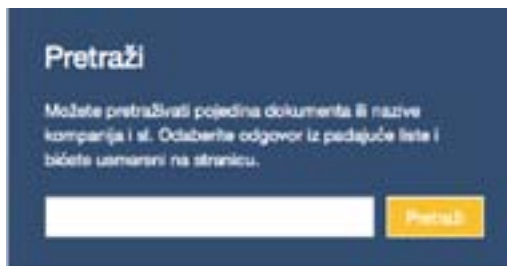 Pretraži
Možete pretraživati pojedina dokumenta ili nazive
kompanija i sl. Odaberite odgovor iz padajuće liste i
bićete usmereni na stranicu.
Pretraži